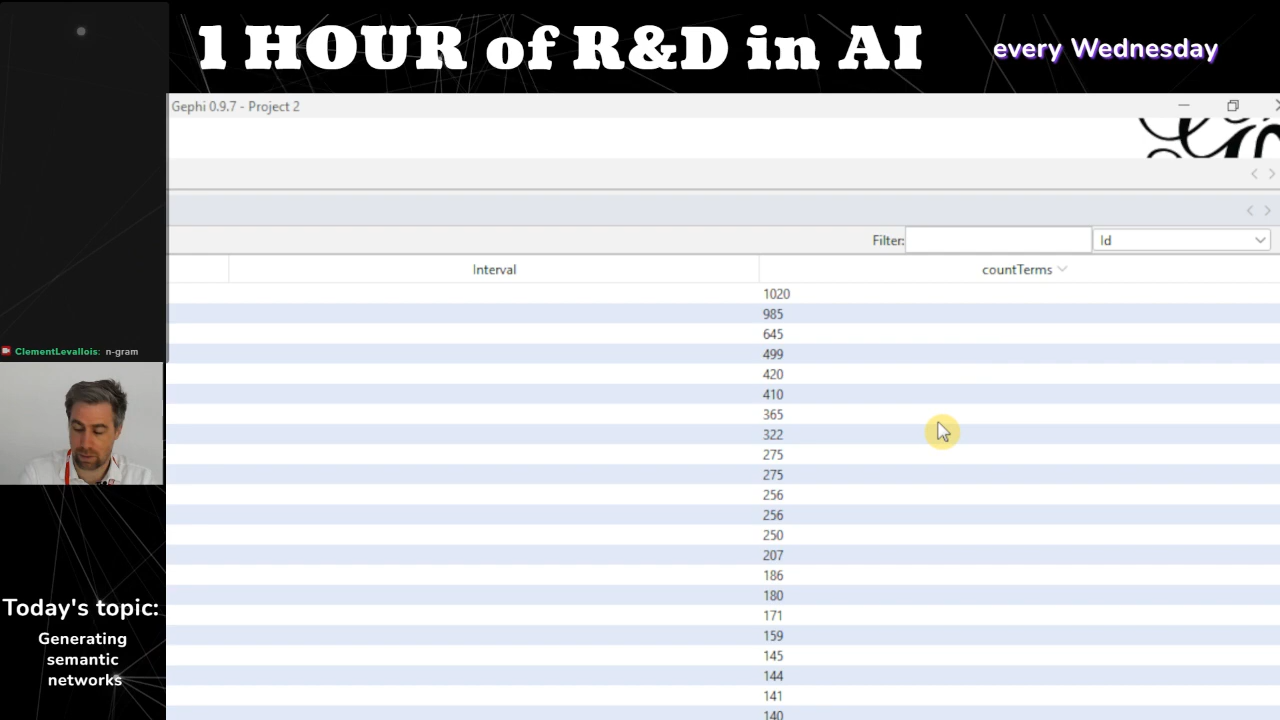 1 HOUR of R&D in AI
every Wednesday
Gephi 0.9.7 - Project 2
Filter:
Id
Interval
countTerms
1020
985
645
499
420
410
365
322
275
275
256
256
250
207
186
180
171
159
145
144
141
140
ClementLevallois: n-gram
Today's topic:
Generating
semantic
networks